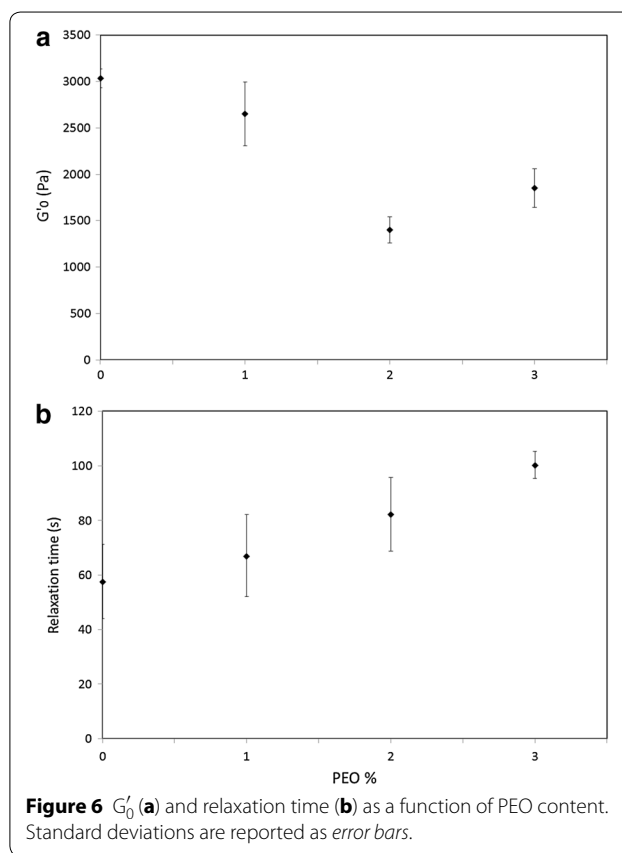 a
3500
3000
2500
2000
1500
1000
500
0
G'0 (Pa)
0 1 2 3
b
120
100
80
60
40
20
0
Relaxation time (s)
0 1 2 3
PEO %
Figure 6 G′₀ (a) and relaxation time (b) as a function of PEO content.
Standard deviations are reported as error bars.